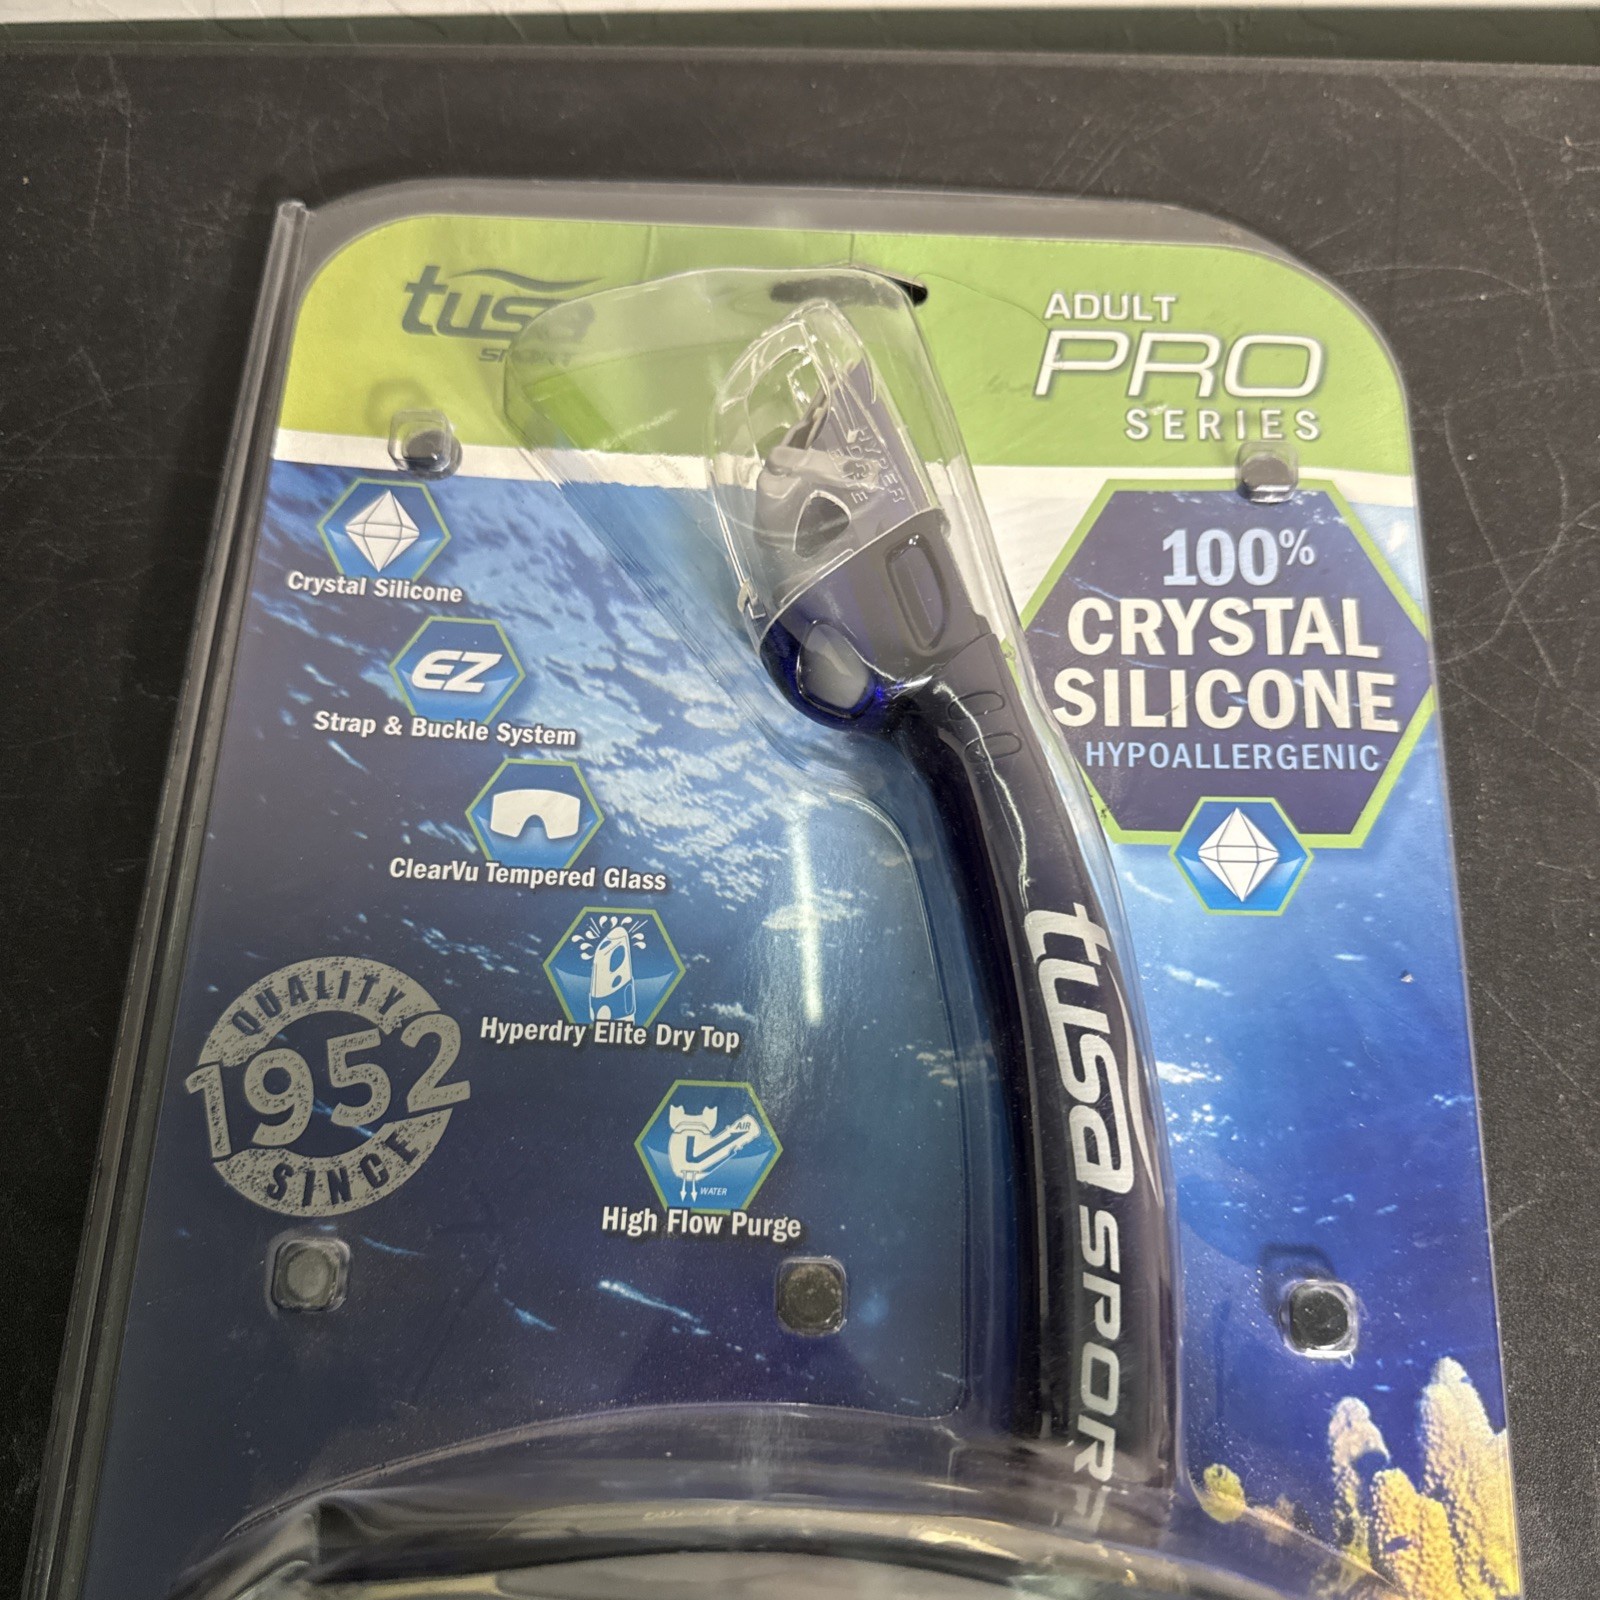 tusa
SPORT
ADULT
PRO
SERIES
Crystal Silicone
EZ
Strap & Buckle System
ClearVu Tempered Glass
Hyperdry Elite Dry Top
AIR
WATER
High Flow Purge
QUALITY
1952
SINCE
100%
CRYSTAL
SILICONE
HYPOALLERGENIC
HYPER
tusa SPORT